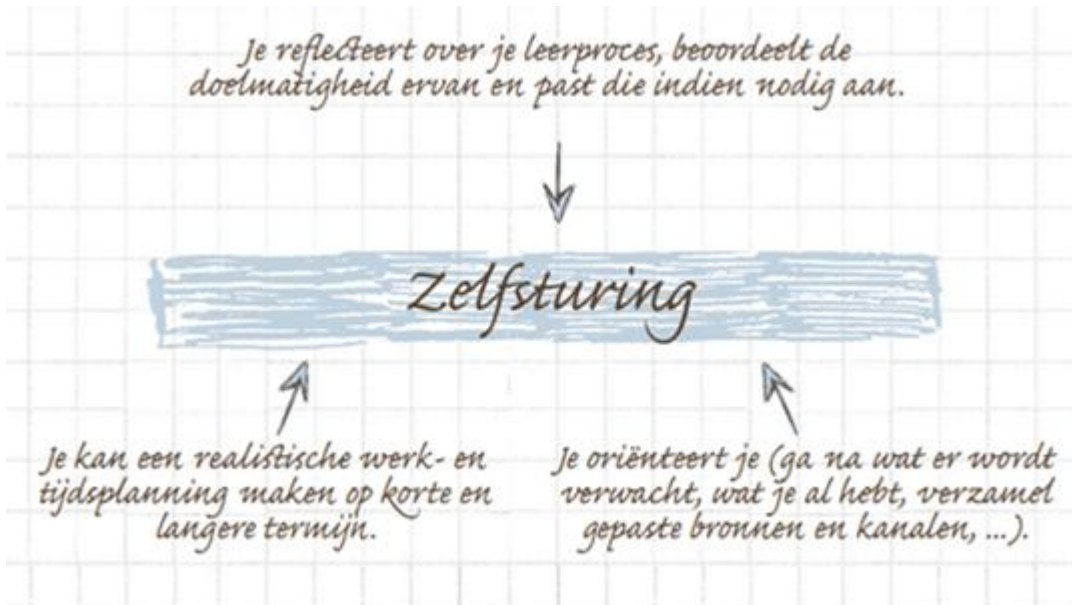 Je reflecteert over je leerproces, beoordeelt de
doelmatigheid ervan en past die indien nodig aan.
Zelfsturing
Je kan een realistische werk- en
tijdsplanning maken op korte en
langere termijn.
Je oriënteert je (ga na wat er wordt
verwacht, wat je al hebt, verzamel
gepaste bronnen en kanalen, ...).